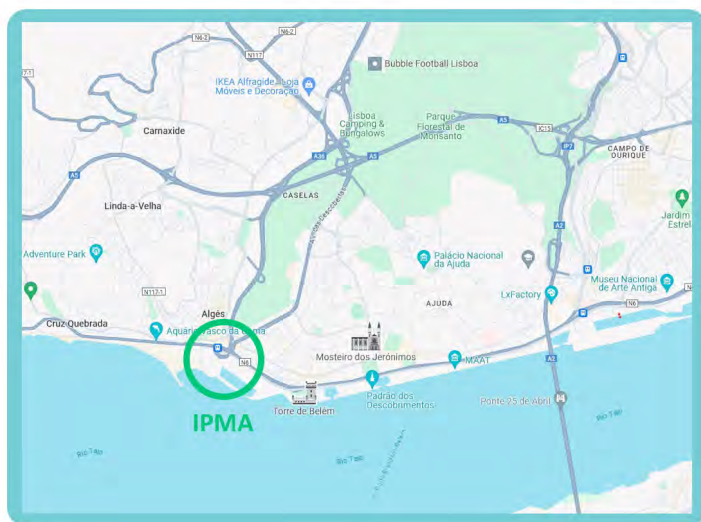 N6-2
N6-2
N117
Bubble Football Lisboa
7-1
IKEA Alfragide - Loja
Móveis e Decoração
Carnaxide
Lisboa
Camping &
Bungalows
Parque
Florestal de
Monsanto
A5
IP7
CAMPO DE
OURIQUE
A36
A5
A5
CASELAS
Linda-a-Velha
Jardim
Estrel
A2
Adventure Park
Palácio Nacional
da Ajuda
Museu Nacional
de Arte Antiga
N117-1
LxFactory
AJUDA
N6
Algés
Cruz Quebrada
Aquário Vasco da Gama
N6
Mosteiro dos Jerónimos
MAAT
A2
Padrão dos
Descobrimentos
Torre de Belém
Ponte 25 de Abril
IPMA
Rio Tejo
Rio Tejo
Rio Tejo